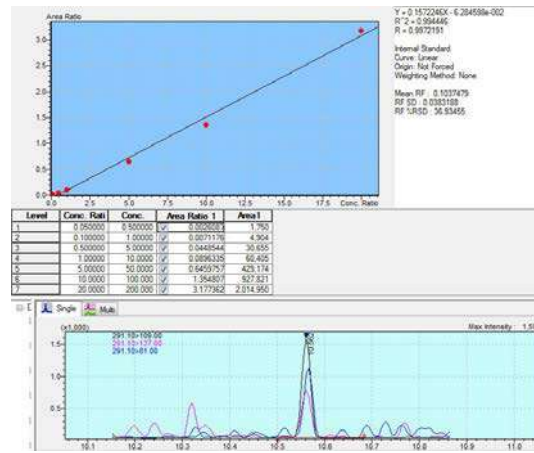 Area Ratio
3.0
2.5
2.0
1.5
1.0
0.5
0.0
0.0 2.5 5.0 7.5 10.0 12.5 15.0 17.5 Conc. Ratio
Y = 0.1572246X - 6.284598e-002
R^2 = 0.994446
R = 0.9972191
Internal Standard
Curve: Linear
Origin: Not Forced
Weighting Method: None
Mean RF : 0.1037479
RF SD : 0.0383188
RF %RSD : 36.93455
Level Conc. Rati Conc. Area Ratio 1 Area1
1 0.050000 0.500000 0.0026083 1,750
2 0.100000 1.00000 0.0071176 4,904
3 0.500000 5.00000 0.0448544 30,655
4 1.00000 10.0000 0.0896335 60,405
5 5.00000 50.0000 0.6459757 429,174
6 10.0000 100.000 1.354807 927,821
7 20.0000 200.000 3.177362 2,014,950
Single Multi
(x1,000) Max Intensity : 1,5
291.10>109.00
291.10>137.00
291.10>81.00
1.5
1.0
0.5
10.1 10.2 10.3 10.4 10.5 10.6 10.7 10.8 10.9 11.0